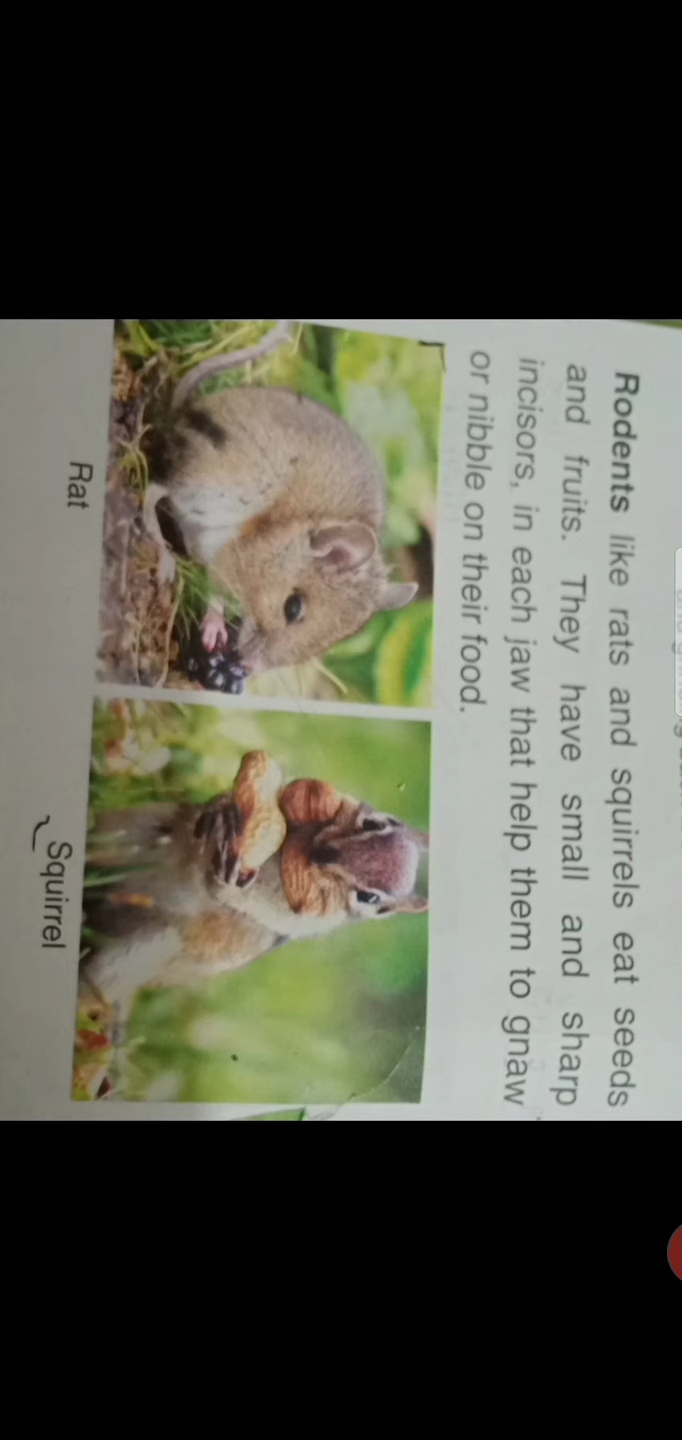 Rodents like rats and squirrels eat seeds
and fruits. They have small and sharp
incisors, in each jaw that help them to gnaw
or nibble on their food.
Rat
Squirrel